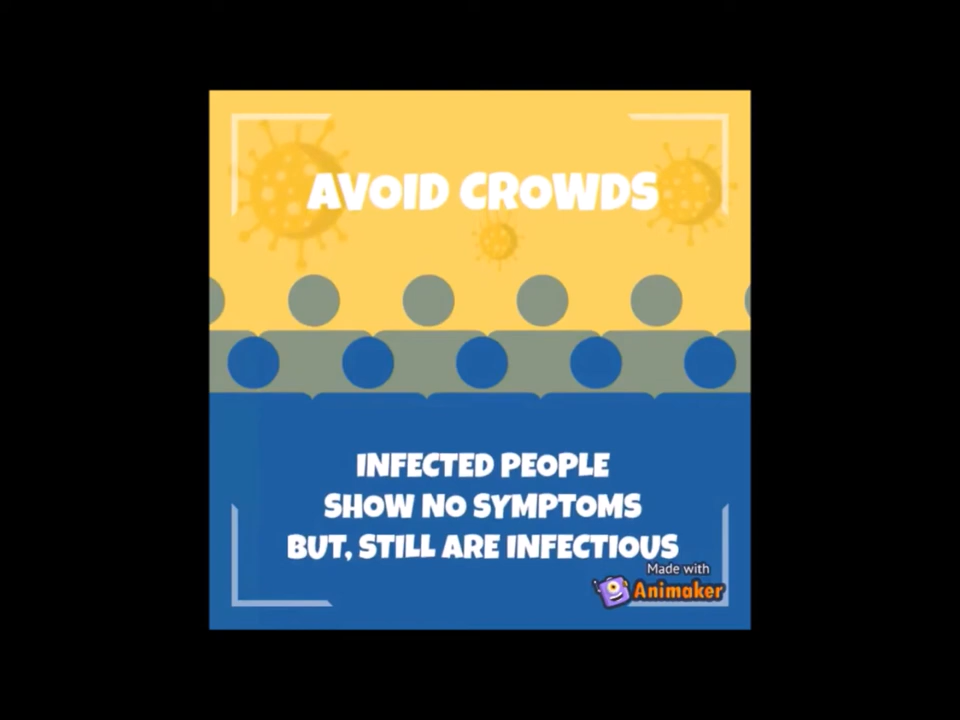 AVOID CROWDS
INFECTED PEOPLE
SHOW NO SYMPTOMS
BUT, STILL ARE INFECTIOUS
Made with
Animaker